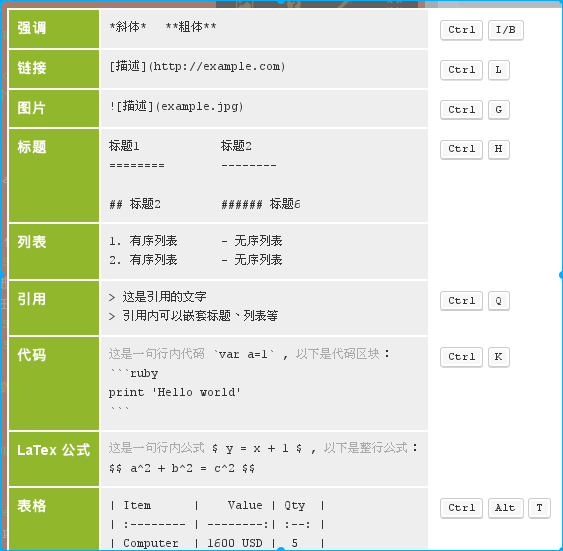 强调 *斜体* **粗体** Ctrl I/B
链接 [描述](http://example.com) Ctrl L
图片 ![描述](example.jpg) Ctrl G
标题 标题1 标题2 Ctrl H
======== --------
## 标题2 ###### 标题6
列表 1. 有序列表 - 无序列表
2. 有序列表 - 无序列表
引用 > 这是引用的文字 Ctrl Q
> 引用内可以嵌套标题、列表等
代码 这是一句行内代码 `var a=1` , 以下是代码区块： Ctrl K
```ruby
print 'Hello world'
```
LaTex 公式 这是一句行内公式 $ y = x + 1 $ , 以下是整行公式：
$$ a^2 + b^2 = c^2 $$
表格 | Item | Value | Qty | Ctrl Alt T
| :-------- | --------:| :--: |
| Computer | 1600 USD | 5 |